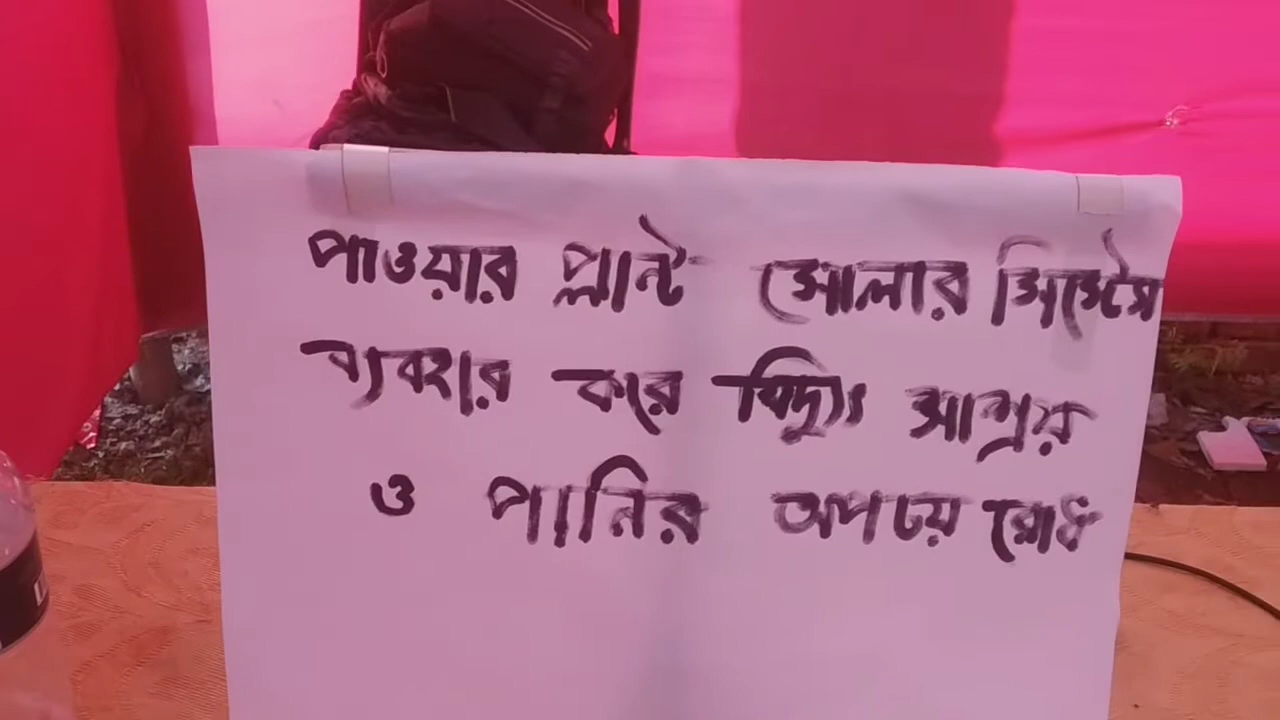 পাওয়ার প্লান্ট সোলার সিস্টেম
ব্যবহার করে বিদ্যুৎ সাশ্রয়
ও পানির অপচয় রোধ